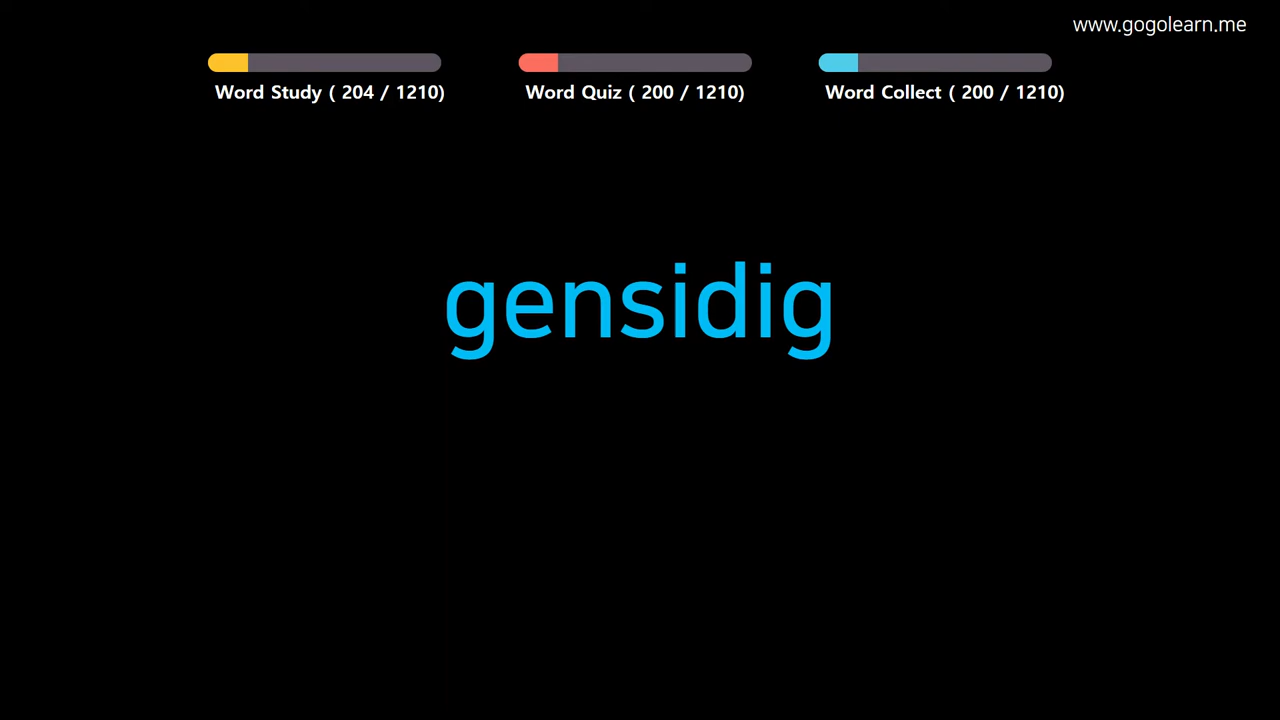 www.gogolearn.me
Word Study ( 204 / 1210)
Word Quiz ( 200 / 1210)
Word Collect ( 200 / 1210)
gensidig